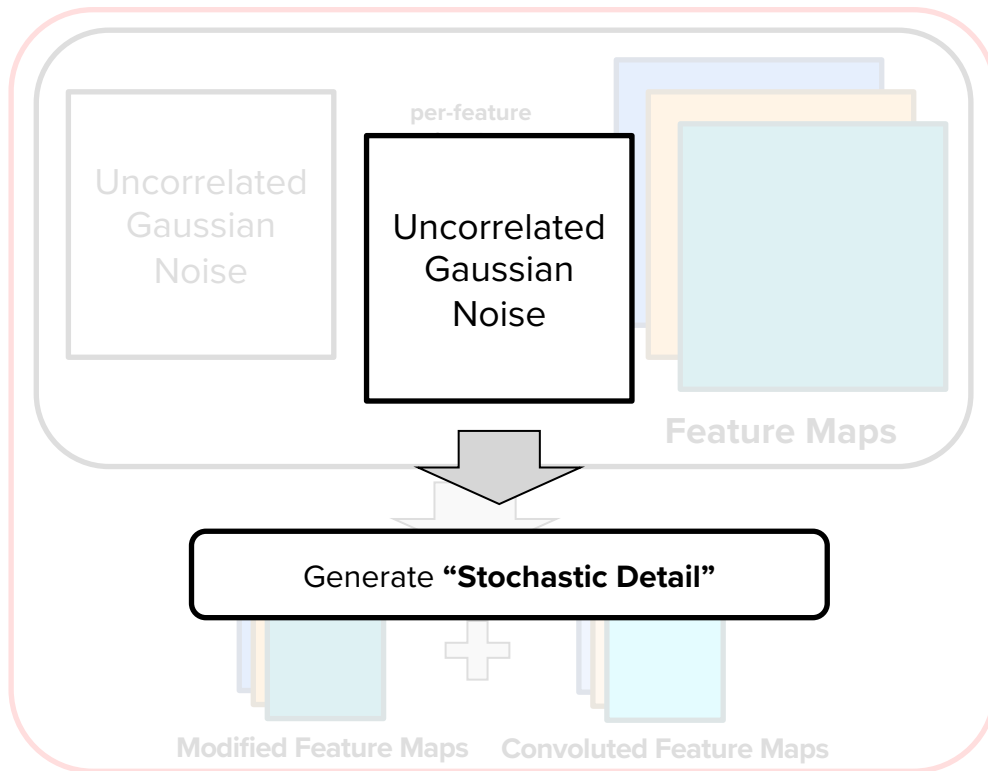 per-feature
Uncorrelated
Gaussian
Noise
Uncorrelated
Gaussian
Noise
Feature Maps
Generate “Stochastic Detail”
Modified Feature Maps
Convoluted Feature Maps